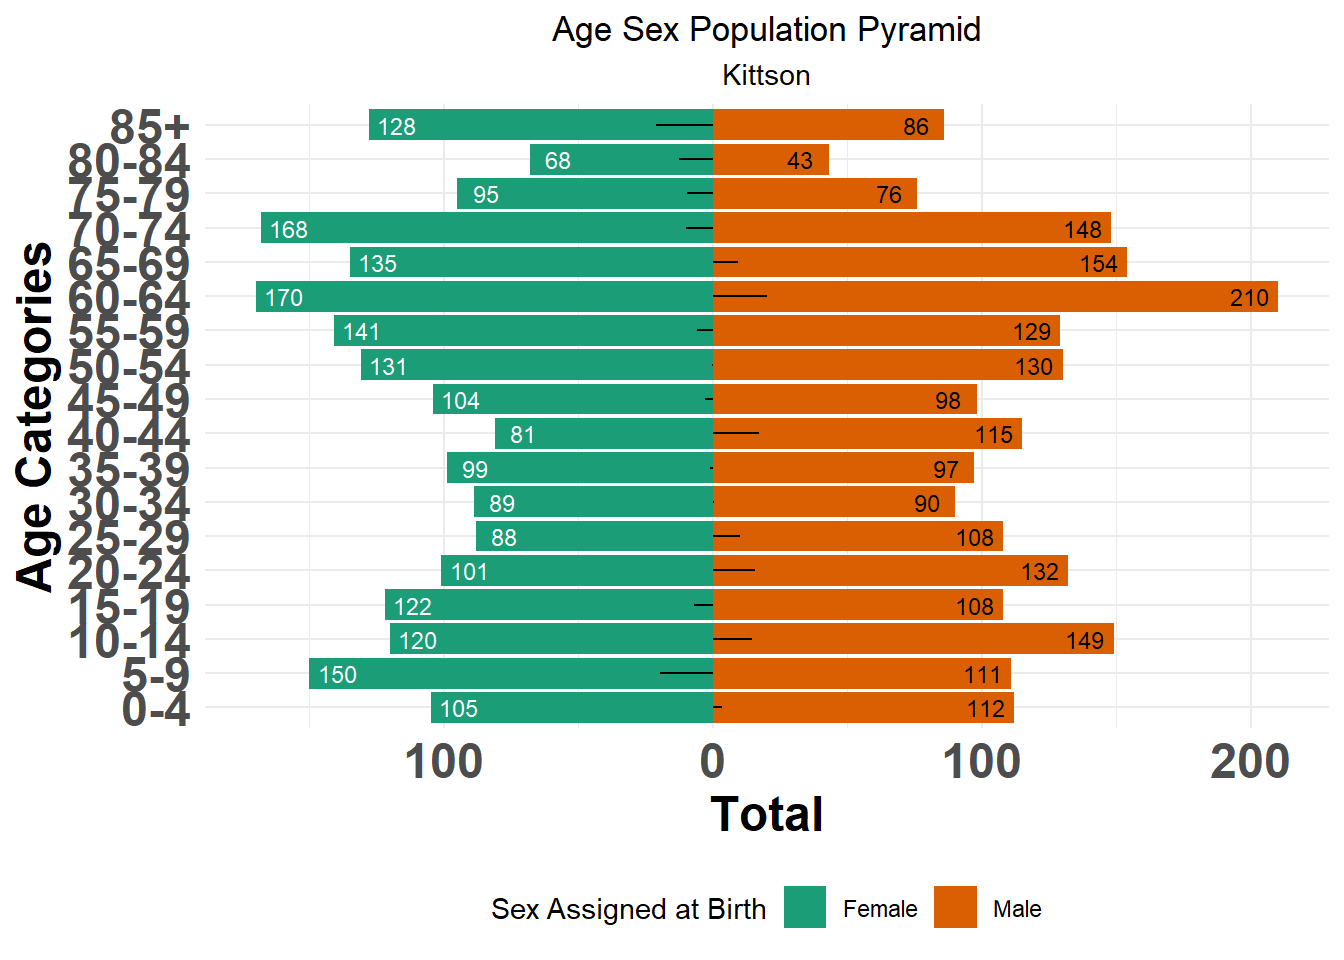 Age Sex Population Pyramid
Kittson
Age Categories
85+ 128 86
80-84 68 43
75-79 95 76
70-74 168 148
65-69 135 154
60-64 170 210
55-59 141 129
50-54 131 130
45-49 104 98
40-44 81 115
35-39 99 97
30-34 89 90
25-29 88 108
20-24 101 132
15-19 122 108
10-14 120 149
5-9 150 111
0-4 105 112
100 0 100 200
Total
Sex Assigned at Birth Female Male